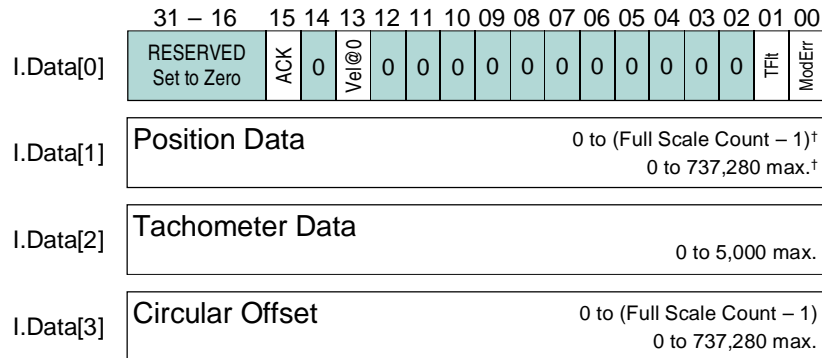 31 – 16 15 14 13 12 11 10 09 08 07 06 05 04 03 02 01 00
I.Data[0] RESERVED Set to Zero ACK 0 Vel@0 0 0 0 0 0 0 0 0 0 0 0 TFlt ModErr
I.Data[1] Position Data 0 to (Full Scale Count – 1)†
0 to 737,280 max.†
I.Data[2] Tachometer Data
0 to 5,000 max.
I.Data[3] Circular Offset 0 to (Full Scale Count – 1)
0 to 737,280 max.